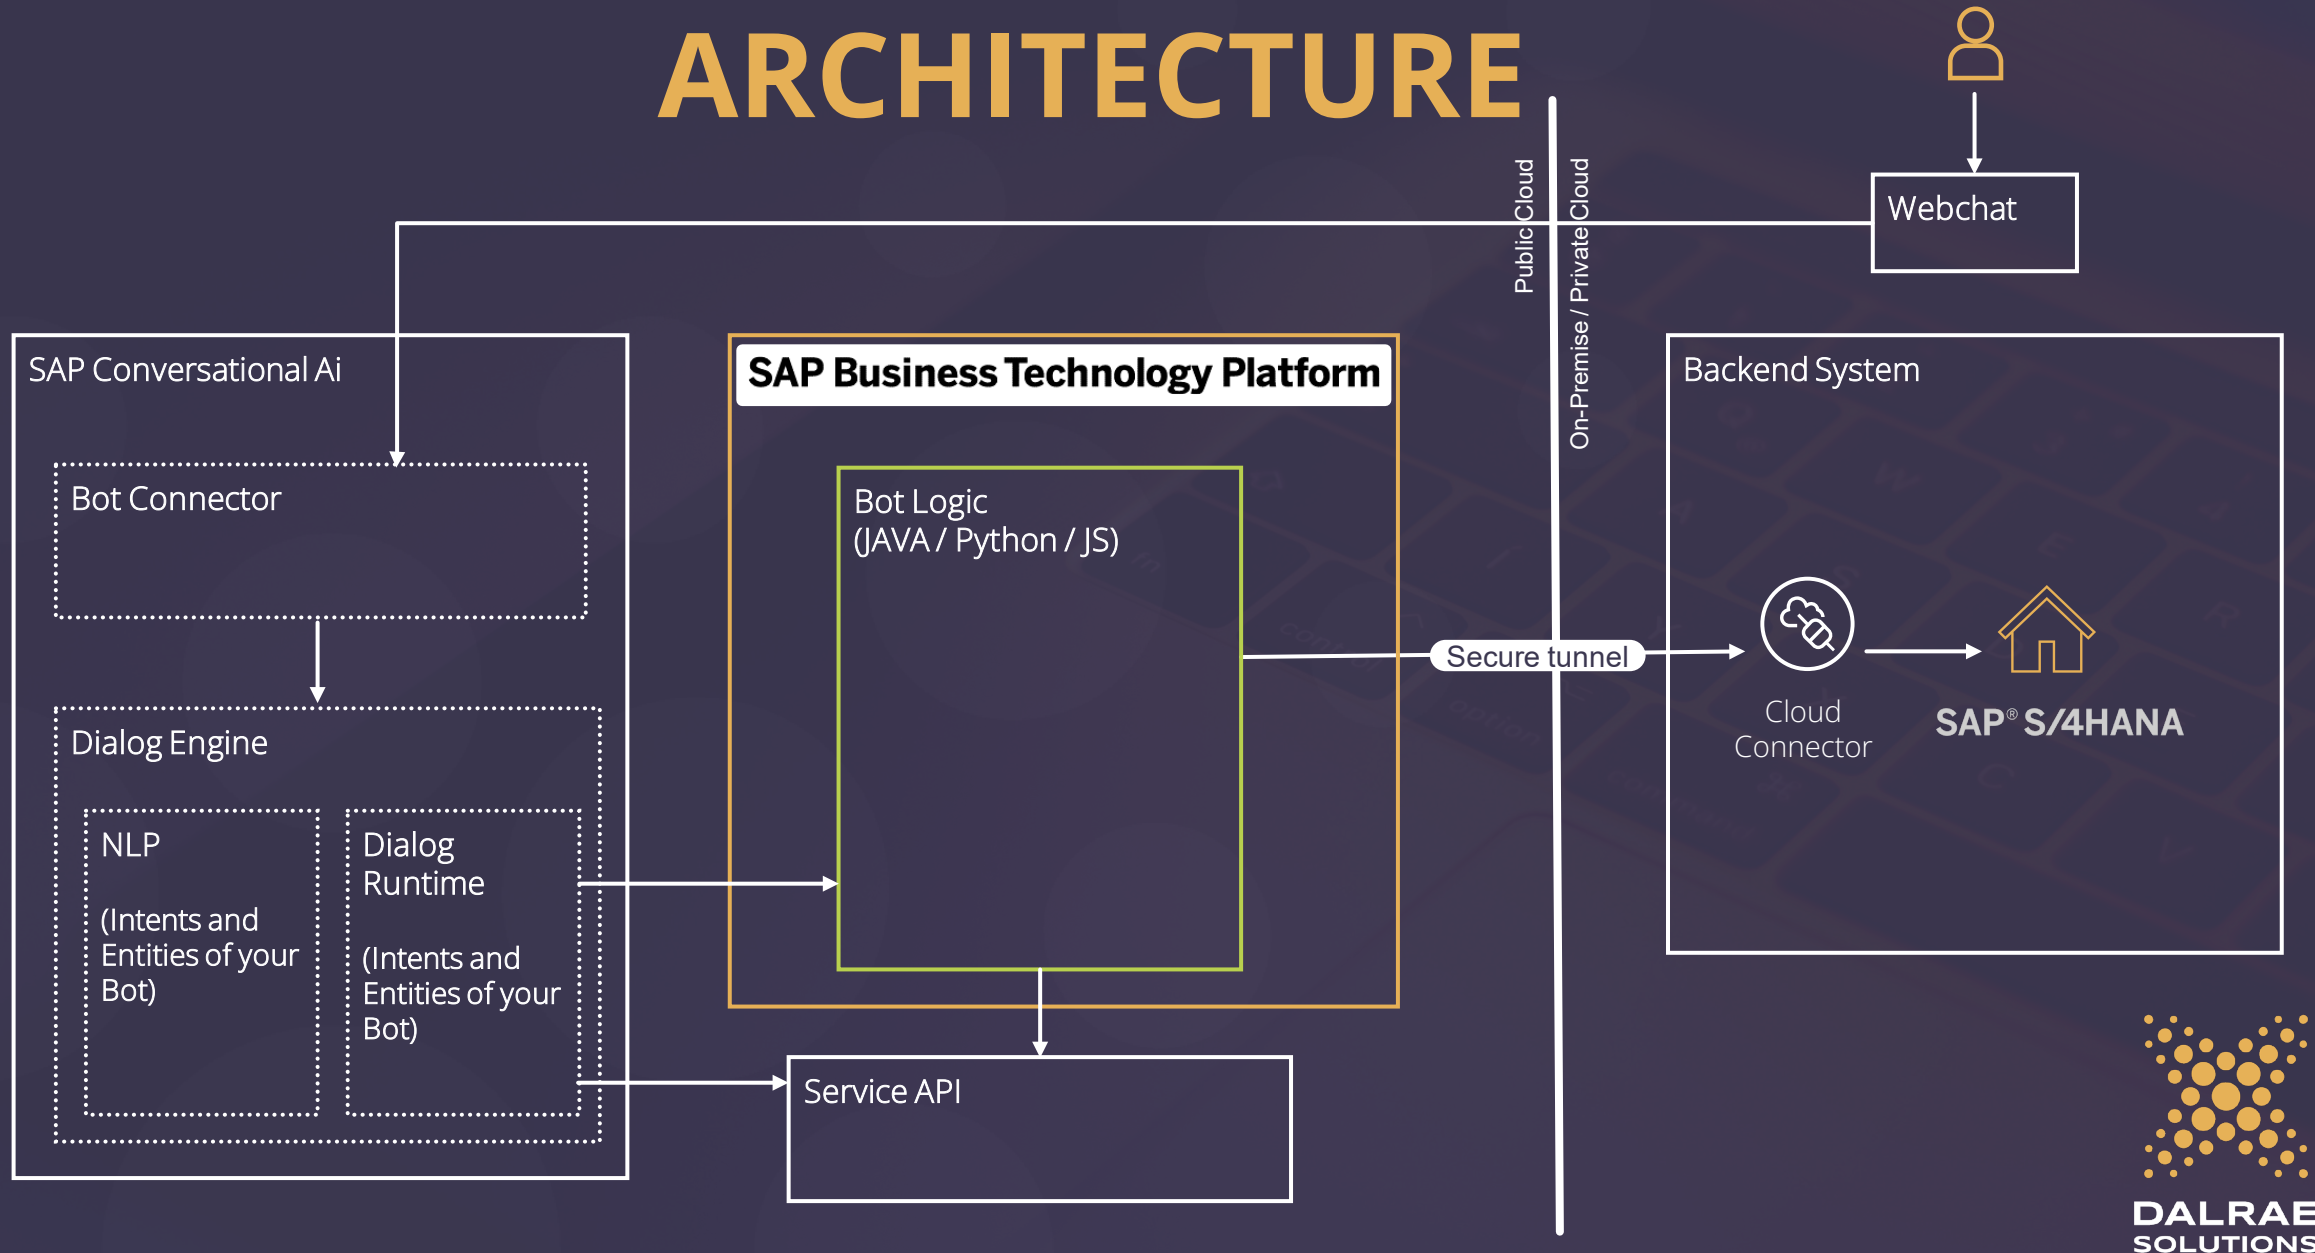 ARCHITECTURE
Public Cloud
On-Premise / Private Cloud
Webchat
SAP Conversational Ai
Bot Connector
Dialog Engine
NLP
(Intents and
Entities of your
Bot)
Dialog
Runtime
(Intents and
Entities of your
Bot)
SAP Business Technology Platform
Bot Logic
(JAVA / Python / JS)
Service API
Secure tunnel
Backend System
Cloud
Connector
SAP® S/4HANA
DALRAE
SOLUTIONS